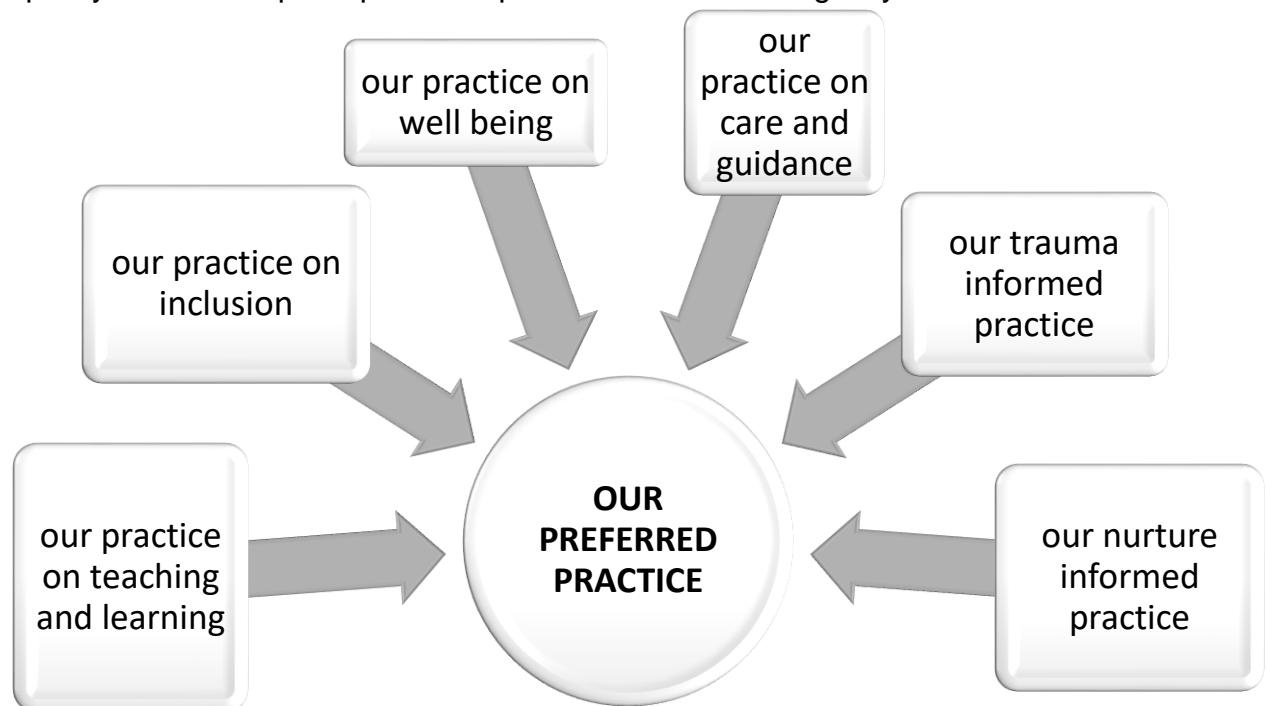 our practice on
well being
our
practice on
care and
guidance
our practice on
inclusion
our trauma
informed
practice
our practice
on teaching
and learning
OUR
PREFERRED
PRACTICE
our nurture
informed
practice